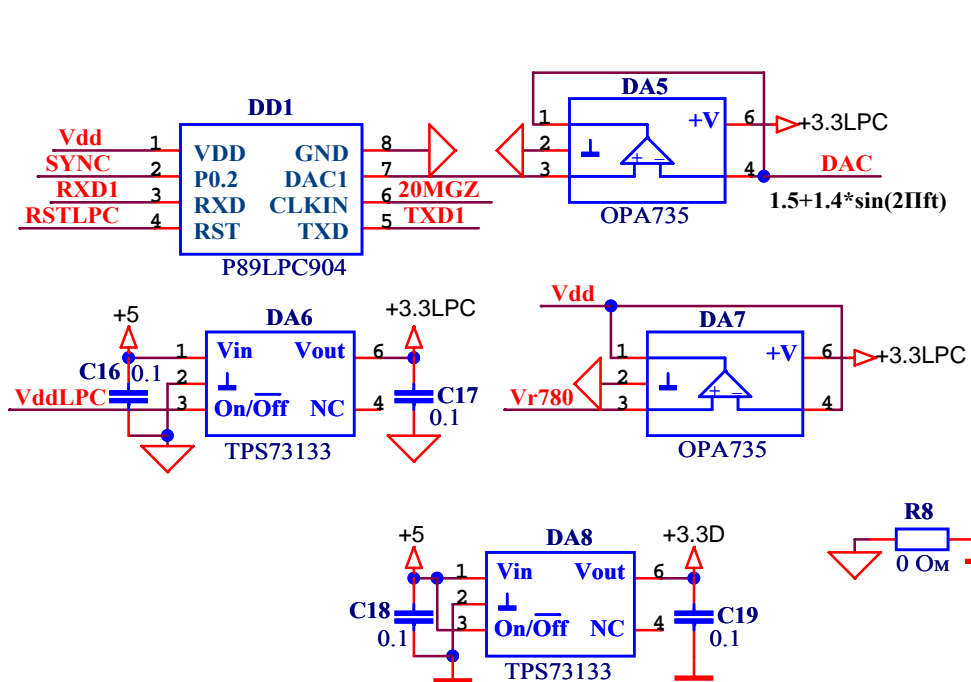 DD1
Vdd 1 VDD GND 8
SYNC 2 P0.2 DAC1 7
RXD1 3 RXD CLKIN 6 20MGZ
RSTLPC 4 RST TXD 5 TXD1
P89LPC904
DA5
1 +V 6 +3.3LPC
2
3 + − 4 DAC
OPA735
1.5+1.4*sin(2Πft)
+5 DA6 +3.3LPC
1 Vin Vout 6
C16 0.1 2 C17
VddLPC 3 On/Off NC 4 0.1
TPS73133
Vdd
DA7
1 +V 6 +3.3LPC
2
Vr780 3 + − 4
OPA735
+5 DA8 +3.3D
1 Vin Vout 6
C18 2 C19
0.1 3 On/Off NC 4 0.1
TPS73133
R8
0 Ом